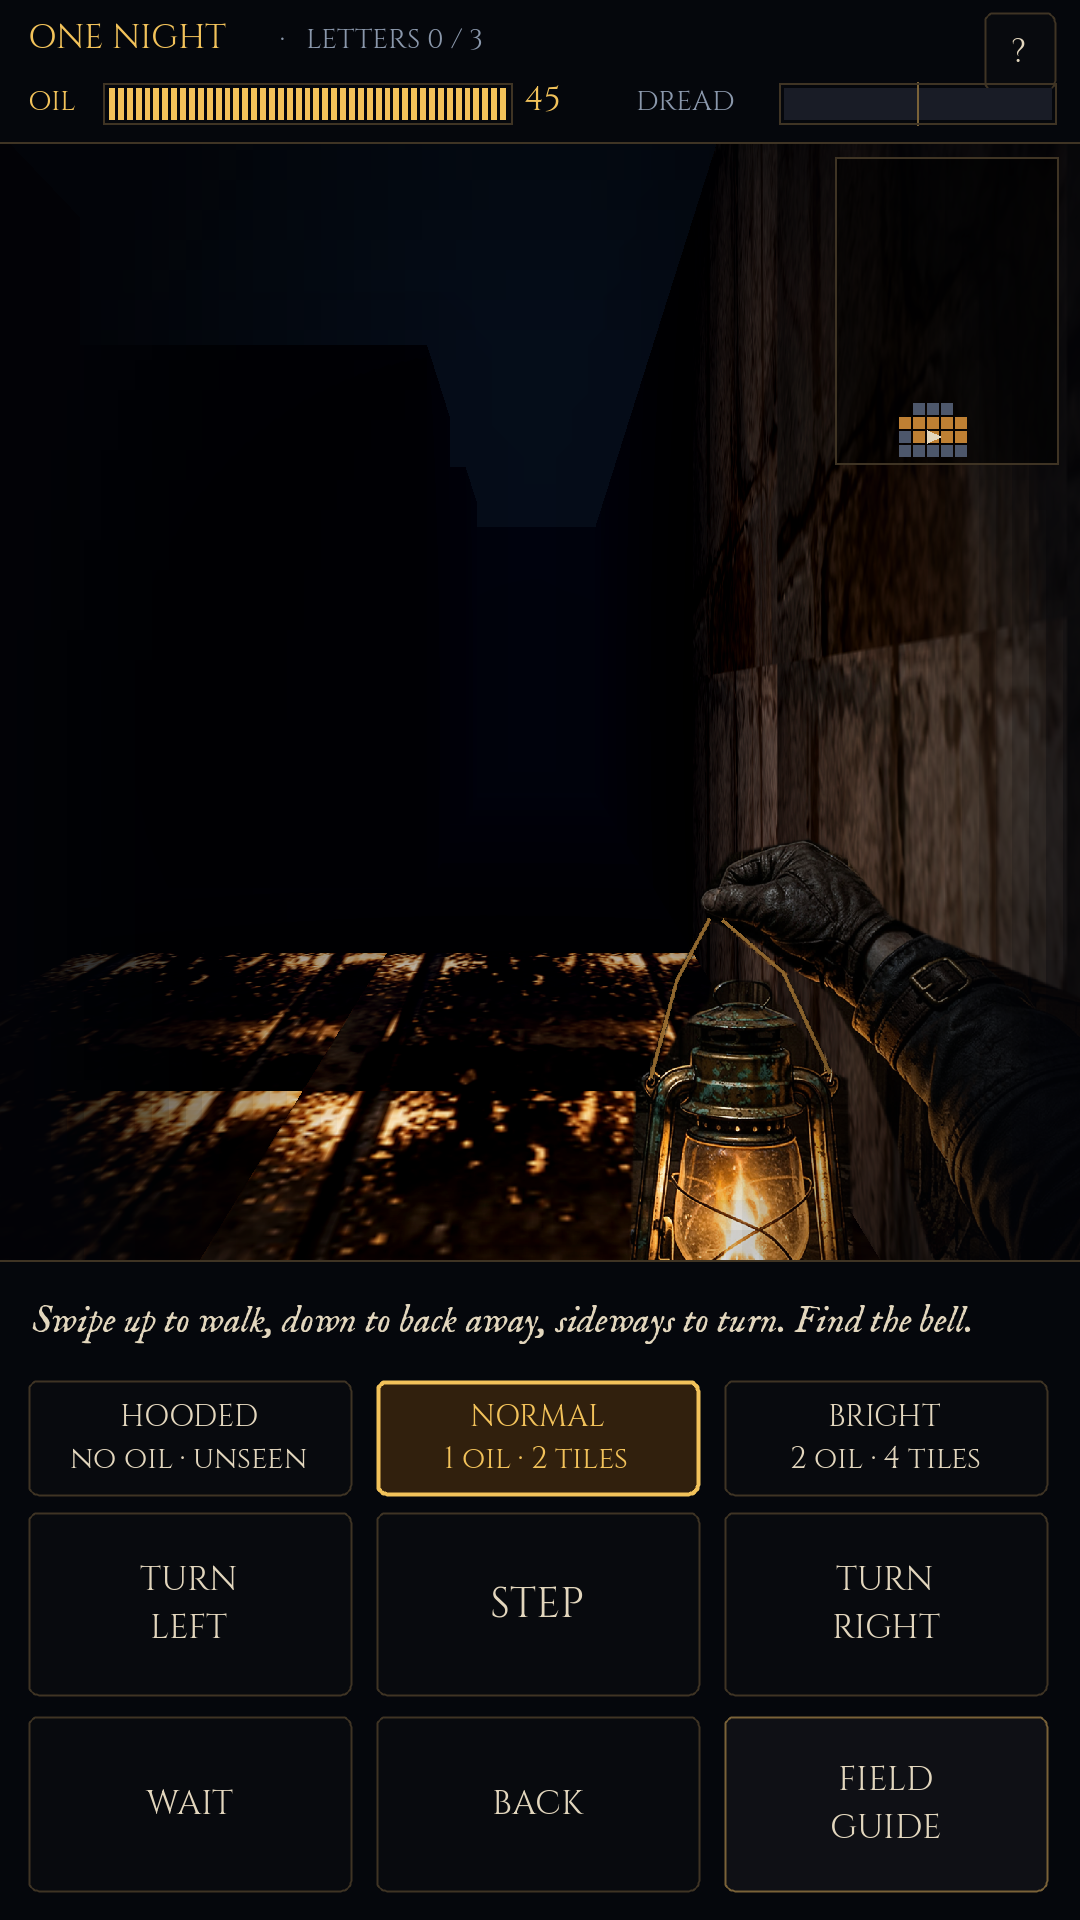 ONE NIGHT · LETTERS 0 / 3
?
OIL 45 DREAD
Swipe up to walk, down to back away, sideways to turn. Find the bell.
HOODED
NO OIL · UNSEEN
NORMAL
1 OIL · 2 TILES
BRIGHT
2 OIL · 4 TILES
TURN
LEFT
STEP
TURN
RIGHT
WAIT
BACK
FIELD
GUIDE